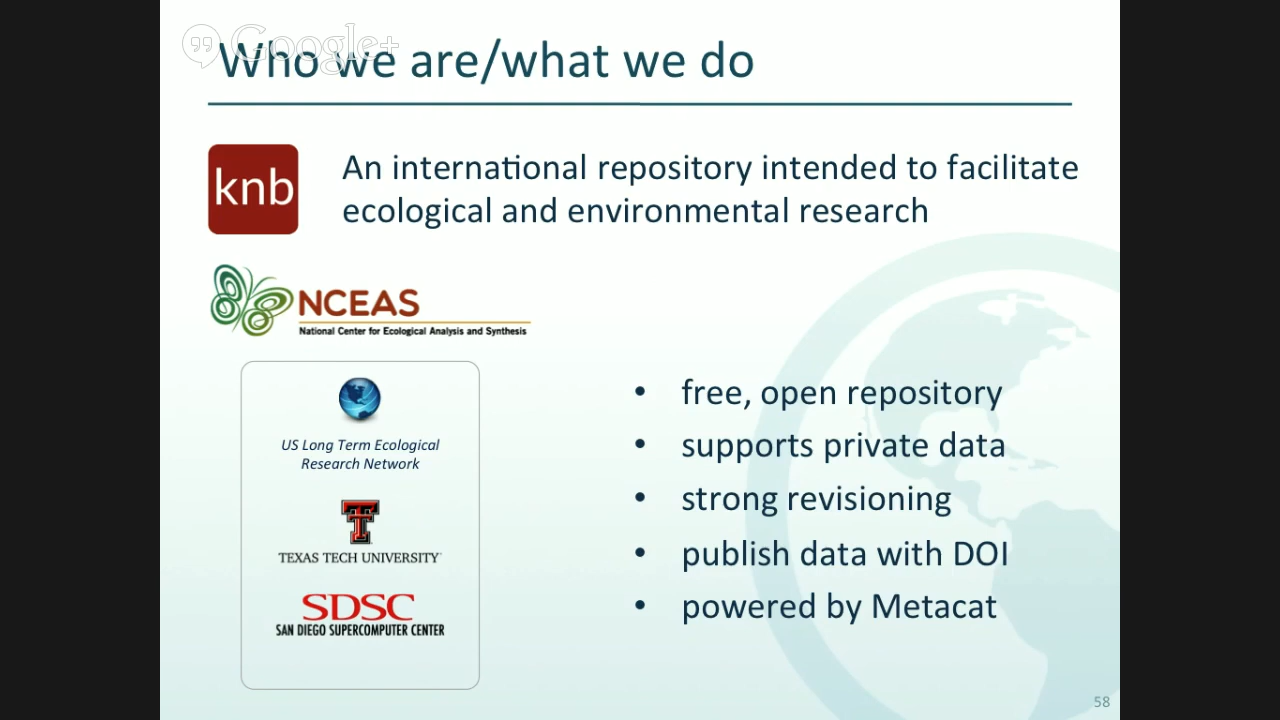 Google+
Who we are/what we do
knb
An international repository intended to facilitate
ecological and environmental research
NCEAS
National Center for Ecological Analysis and Synthesis
US Long Term Ecological
Research Network
TEXAS TECH UNIVERSITY
SDSC
SAN DIEGO SUPERCOMPUTER CENTER
• free, open repository
• supports private data
• strong revisioning
• publish data with DOI
• powered by Metacat
58